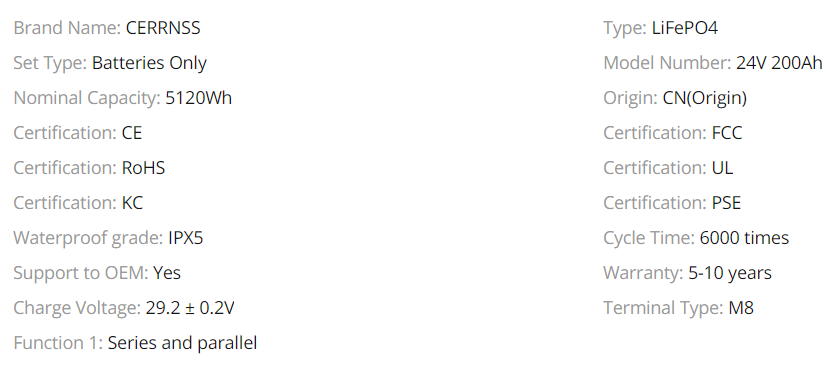 Brand Name: CERRNSS
Type: LiFePO4
Set Type: Batteries Only
Model Number: 24V 200Ah
Nominal Capacity: 5120Wh
Origin: CN(Origin)
Certification: CE
Certification: FCC
Certification: RoHS
Certification: UL
Certification: KC
Certification: PSE
Waterproof grade: IPX5
Cycle Time: 6000 times
Support to OEM: Yes
Warranty: 5-10 years
Charge Voltage: 29.2 ± 0.2V
Terminal Type: M8
Function 1: Series and parallel